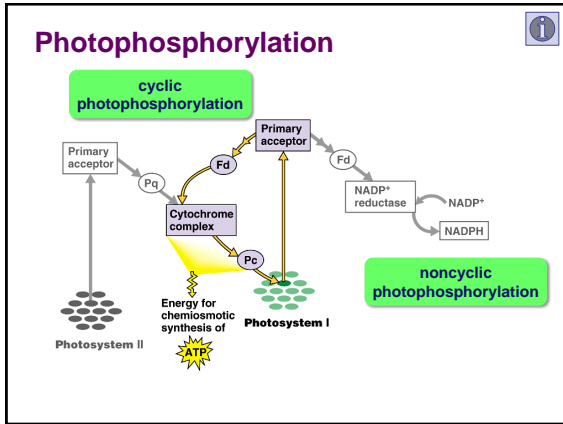 Photophosphorylation
i
cyclic
photophosphorylation
Primary
acceptor
Primary
acceptor
Fd
Fd
Pq
NADP⁺
reductase
NADP⁺
NADPH
Cytochrome
complex
Pc
Energy for
chemiosmotic
synthesis of
ATP
Photosystem I
Photosystem II
noncyclic
photophosphorylation